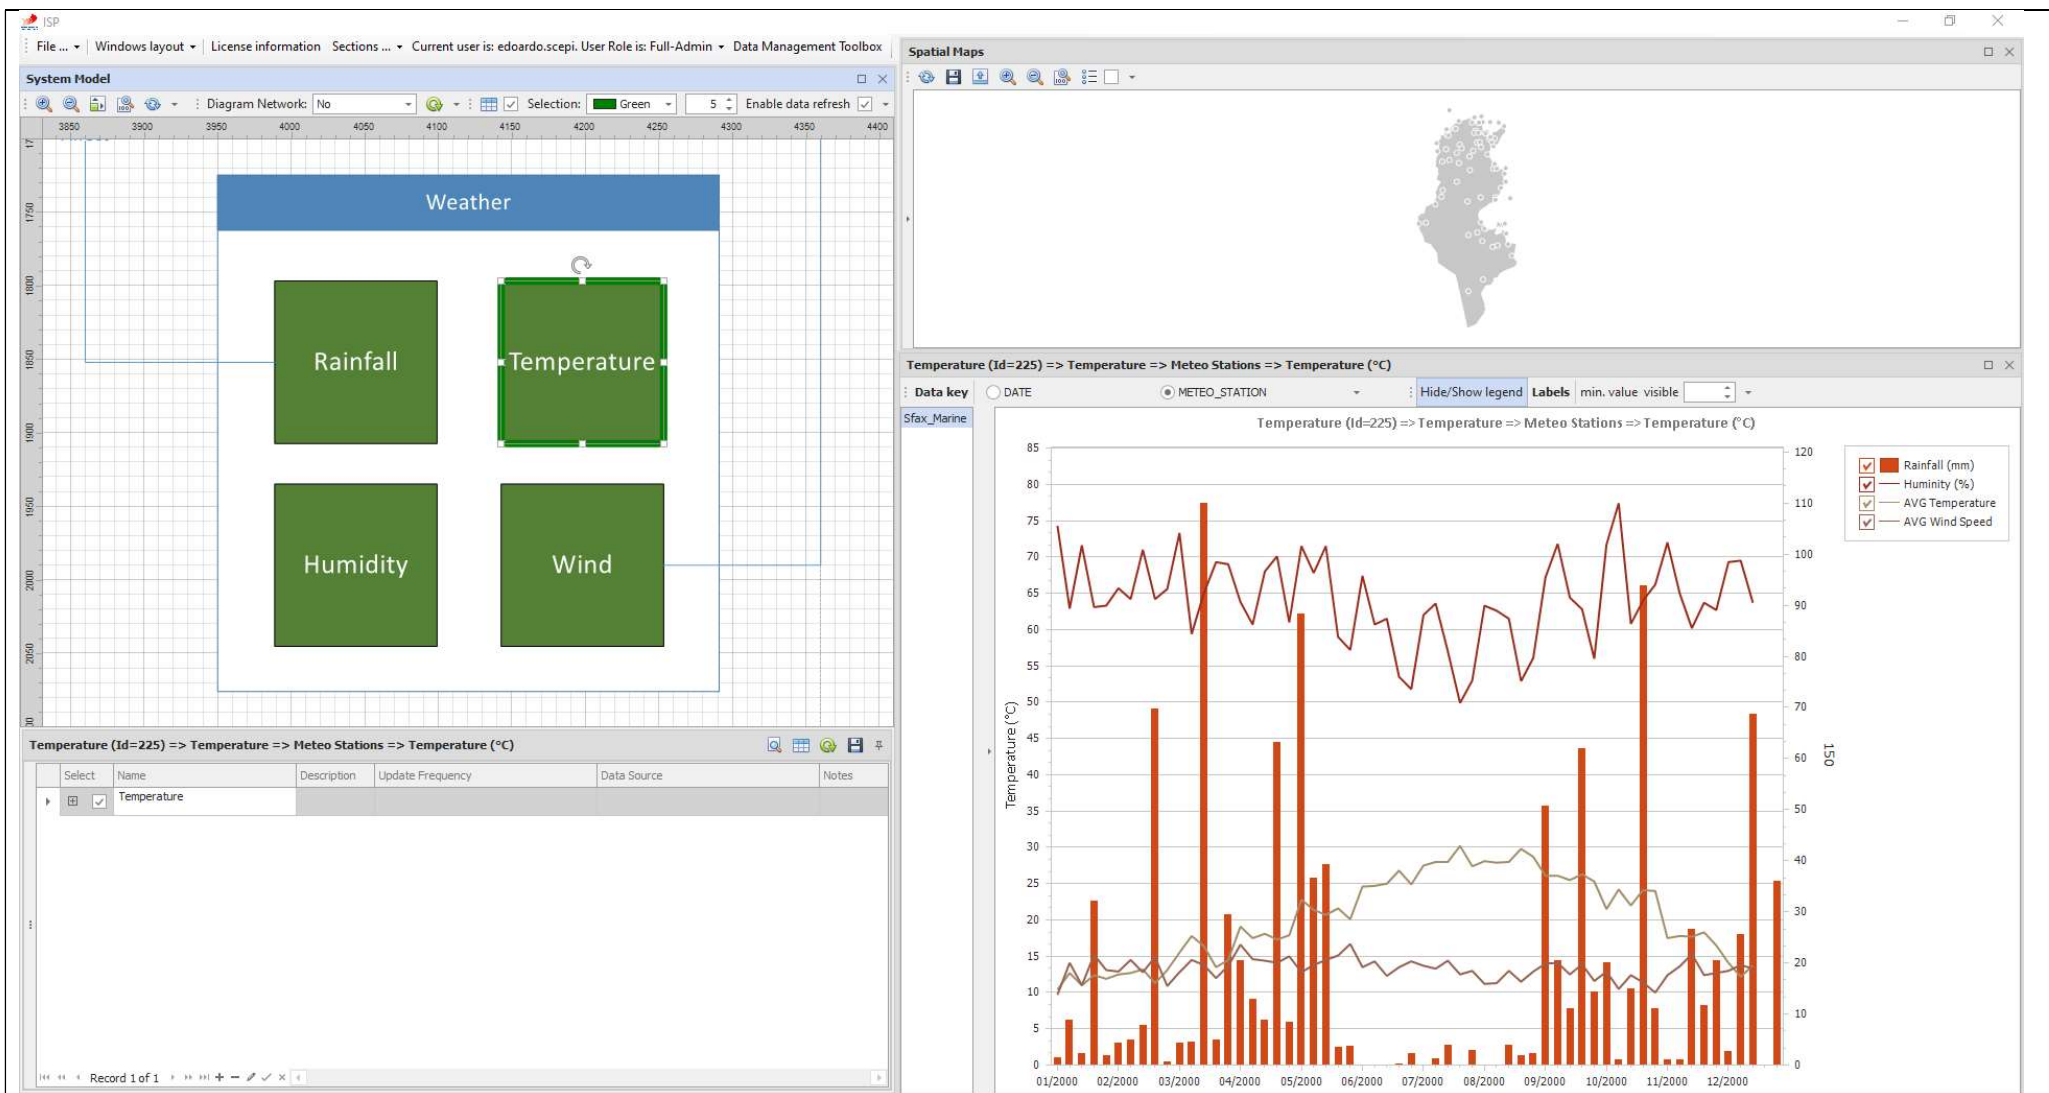 ISP
File ... Windows layout License information Sections ... Current user is: edoardo.scepi. User Role is: Full-Admin Data Management Toolbox
System Model
Diagram Network: No Selection: Green 5 Enable data refresh
3850 3900 3950 4000 4050 4100 4150 4200 4250 4300 4350 4400
1750
1800
1850
1900
1950
2000
2050
Weather
Rainfall
Temperature
Humidity
Wind
Temperature (Id=225) => Temperature => Meteo Stations => Temperature (°C)
Select Name Description Update Frequency Data Source Notes
Temperature
Record 1 of 1
Spatial Maps
Temperature (Id=225) => Temperature => Meteo Stations => Temperature (°C)
Data key DATE METEO_STATION Hide/Show legend Labels min. value visible
Sfax_Marine
Temperature (Id=225) => Temperature => Meteo Stations => Temperature (°C)
Rainfall (mm)
Huminity (%)
AVG Temperature
AVG Wind Speed
Temperature (°C)
85
80
75
70
65
60
55
50
45
40
35
30
25
20
15
10
5
0
120
110
100
90
80
70
60
50
40
30
20
10
0
150
01/2000 02/2000 03/2000 04/2000 05/2000 06/2000 07/2000 08/2000 09/2000 10/2000 11/2000 12/2000